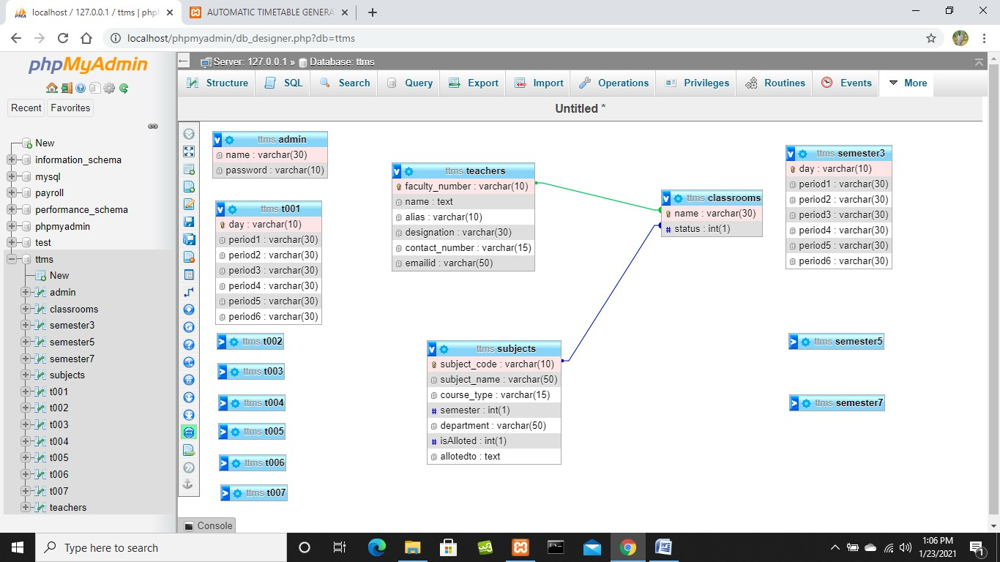 localhost / 127.0.0.1 / ttms | phpM
AUTOMATIC TIMETABLE GENERA
localhost/phpmyadmin/db_designer.php?db=ttms
phpMyAdmin
Recent
Favorites
New
information_schema
mysql
payroll
performance_schema
phpmyadmin
test
ttms
New
admin
classrooms
semester3
semester5
semester7
subjects
t001
t002
t003
t004
t005
t006
t007
teachers
Server: 127.0.0.1 » Database: ttms
Structure SQL Search Query Export Import Operations Privileges Routines Events More
Untitled *
ttms admin
name : varchar(30)
password : varchar(10)
ttms t001
day : varchar(10)
period1 : varchar(30)
period2 : varchar(30)
period3 : varchar(30)
period4 : varchar(30)
period5 : varchar(30)
period6 : varchar(30)
ttms t002
ttms t003
ttms t004
ttms t005
ttms t006
ttms t007
ttms teachers
faculty_number : varchar(10)
name : text
alias : varchar(10)
designation : varchar(30)
contact_number : varchar(15)
emailid : varchar(50)
ttms subjects
subject_code : varchar(10)
subject_name : varchar(50)
course_type : varchar(15)
# semester : int(1)
department : varchar(50)
# isAlloted : int(1)
allotedto : text
ttms classrooms
name : varchar(30)
# status : int(1)
ttms semester3
day : varchar(10)
period1 : varchar(30)
period2 : varchar(30)
period3 : varchar(30)
period4 : varchar(30)
period5 : varchar(30)
period6 : varchar(30)
ttms semester5
ttms semester7
Console
Type here to search
1:06 PM
1/23/2021
1